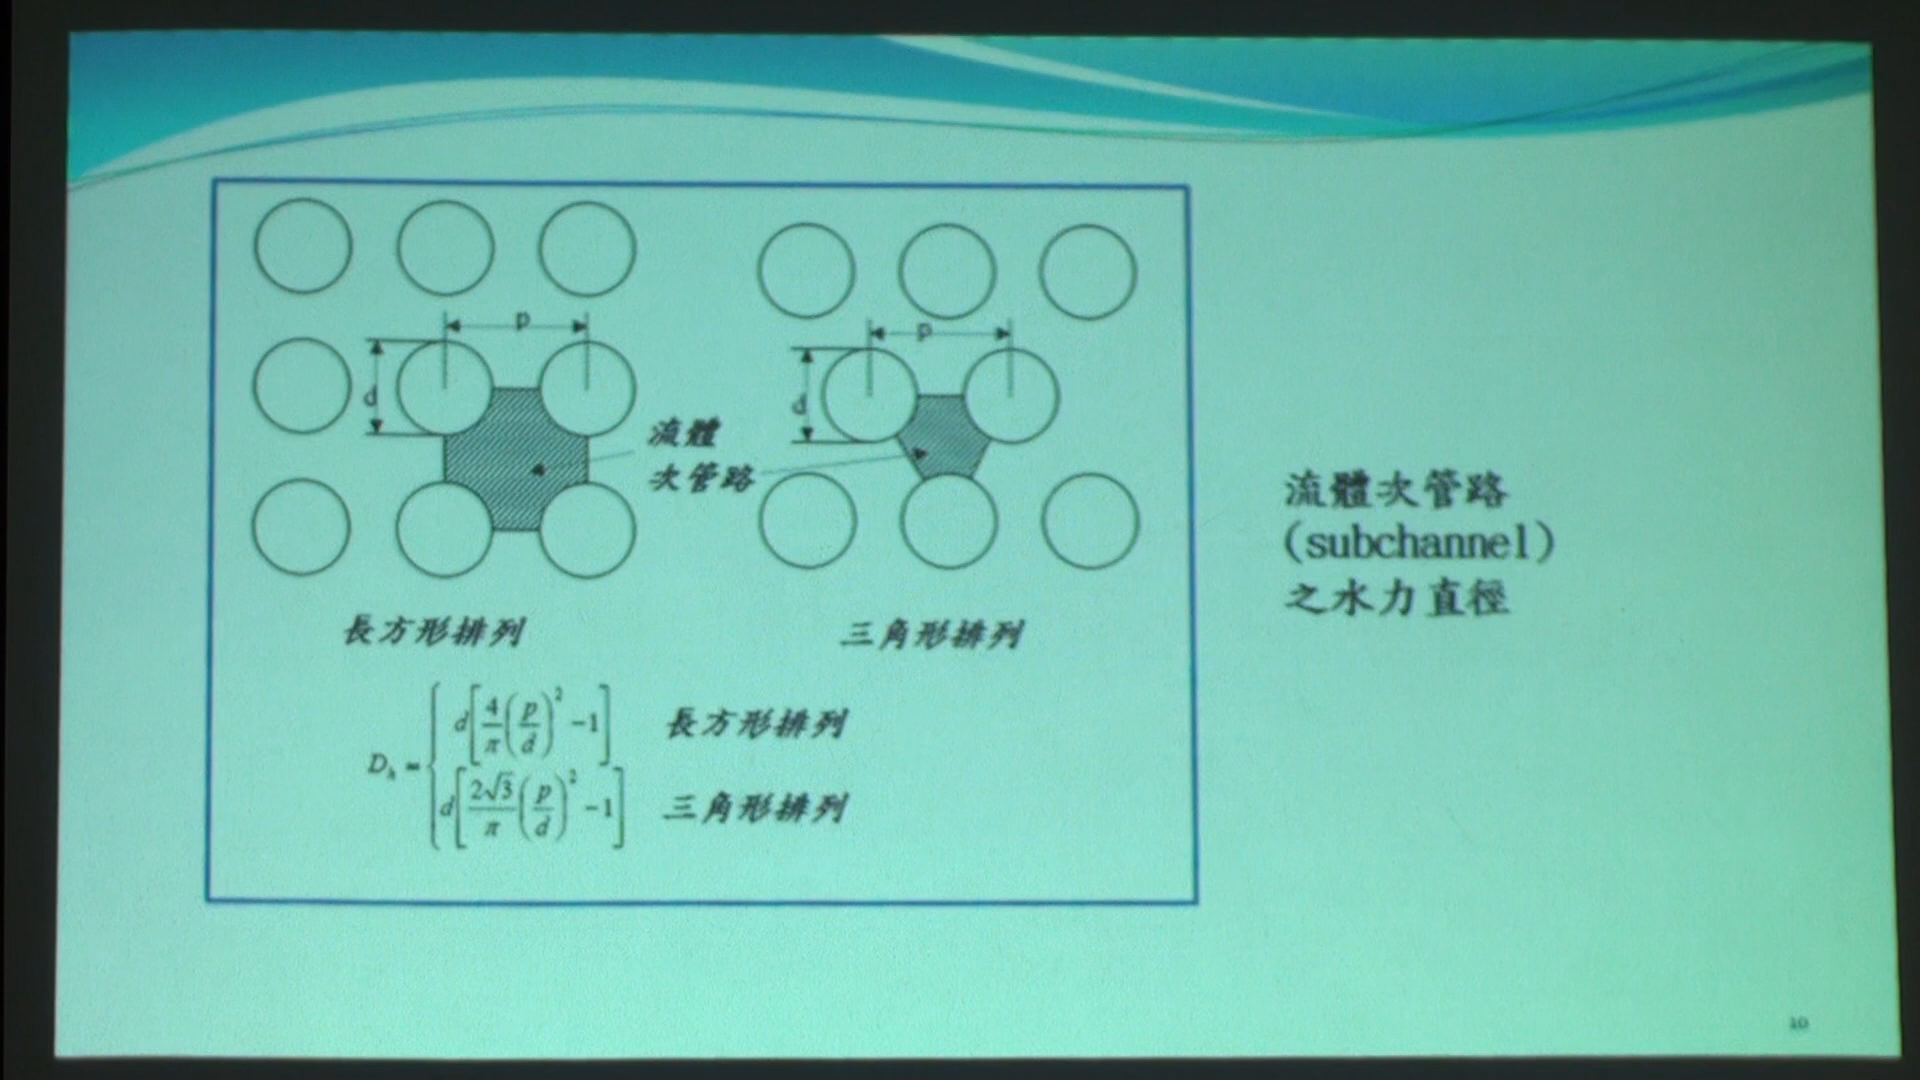 p
d
p
d
流體
次管路
長方形排列
三角形排列
D_h = { d[4/π (p/d)^2 −1] 長方形排列
d[2√3/π (p/d)^2 −1] 三角形排列
流體次管路
(subchannel)
之水力直徑
10